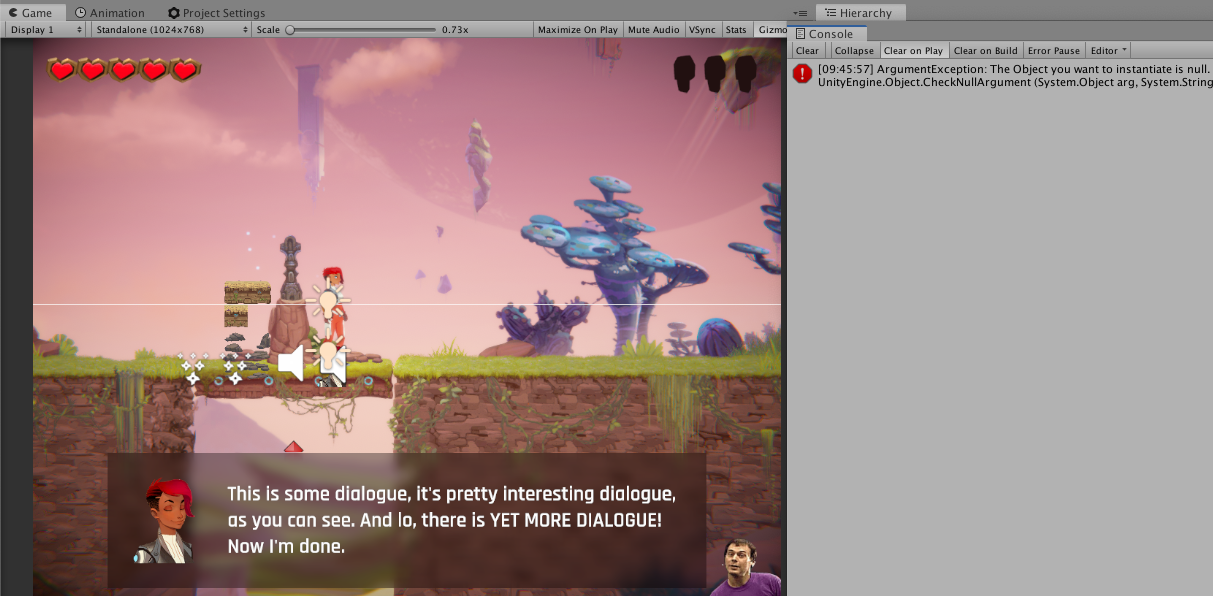 Game Animation Project Settings
Display 1 Standalone (1024x768) Scale 0.73x Maximize On Play Mute Audio VSync Stats Gizmo
Hierarchy
Console
Clear Collapse Clear on Play Clear on Build Error Pause Editor
[09:45:57] ArgumentException: The Object you want to instantiate is null.
UnityEngine.Object.CheckNullArgument (System.Object arg, System.String
This is some dialogue, it's pretty interesting dialogue,
as you can see. And lo, there is YET MORE DIALOGUE!
Now I'm done.